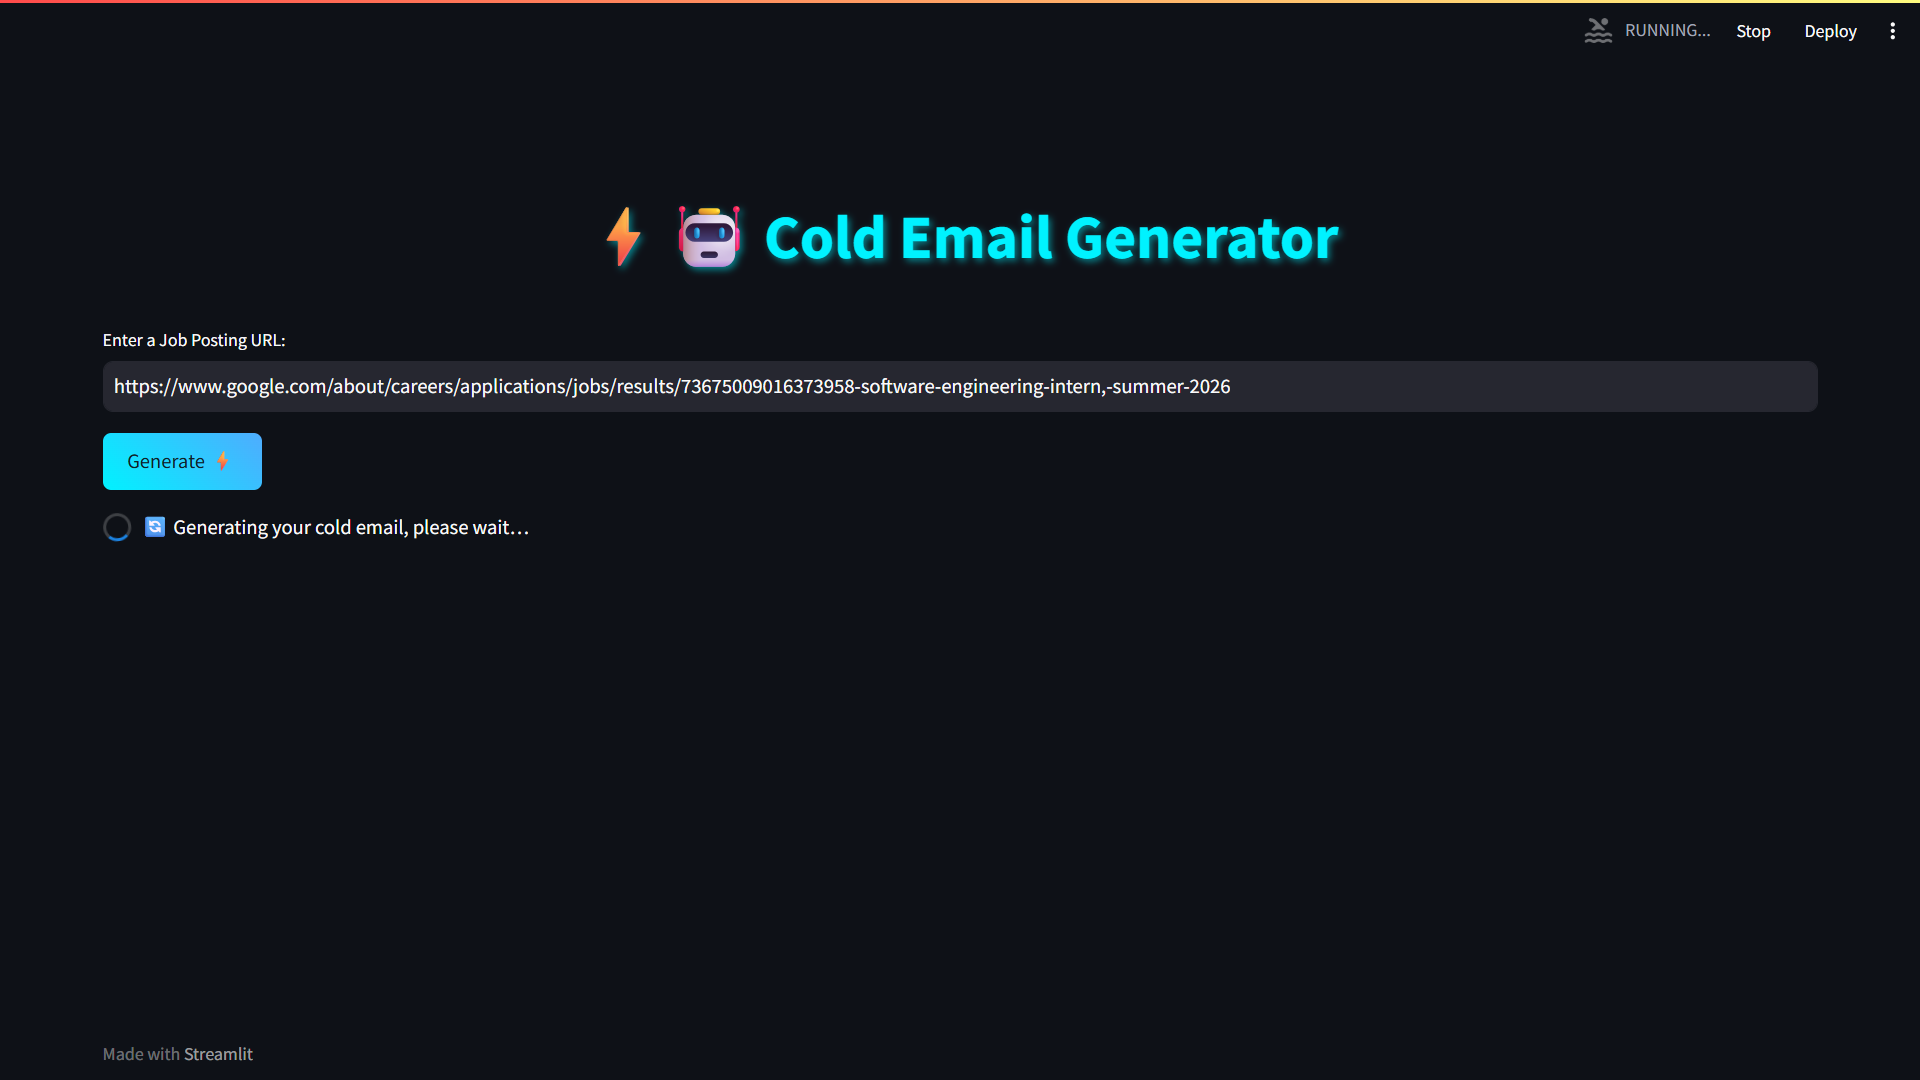 RUNNING... Stop Deploy
Cold Email Generator
Enter a Job Posting URL:
https://www.google.com/about/careers/applications/jobs/results/73675009016373958-software-engineering-intern,-summer-2026
Generate
Generating your cold email, please wait...
Made with Streamlit